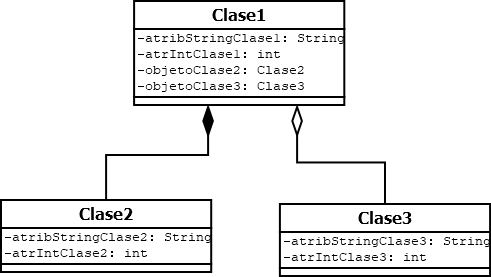 Clase1
-atribStringClase1: String
-atrIntClase1: int
-objetoClase2: Clase2
-objetoClase3: Clase3
Clase2
-atribStringClase2: String
-atrIntClase2: int
Clase3
-atribStringClase3: String
-atrIntClase3: int